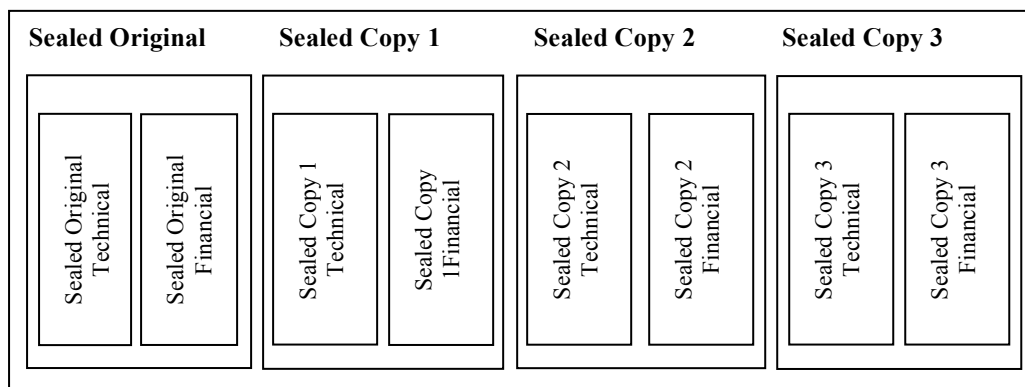 Sealed Original
Sealed Copy 1
Sealed Copy 2
Sealed Copy 3
Sealed Original
Technical
Sealed Original
Financial
Sealed Copy 1
Technical
Sealed Copy
1Financial
Sealed Copy 2
Technical
Sealed Copy 2
Financial
Sealed Copy 3
Technical
Sealed Copy 3
Financial